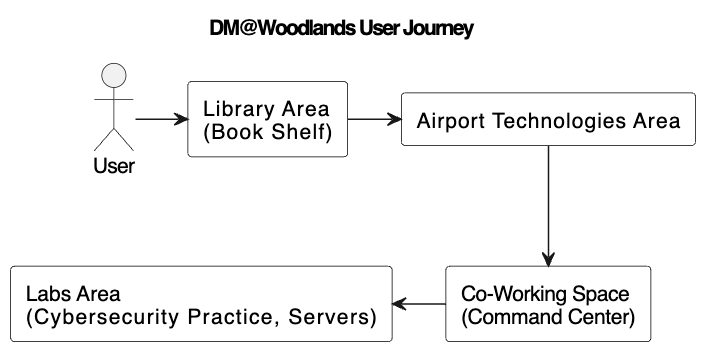 DM@Woodlands User Journey
Library Area
(Book Shelf)
Airport Technologies Area
User
Labs Area
(Cybersecurity Practice, Servers)
Co-Working Space
(Command Center)